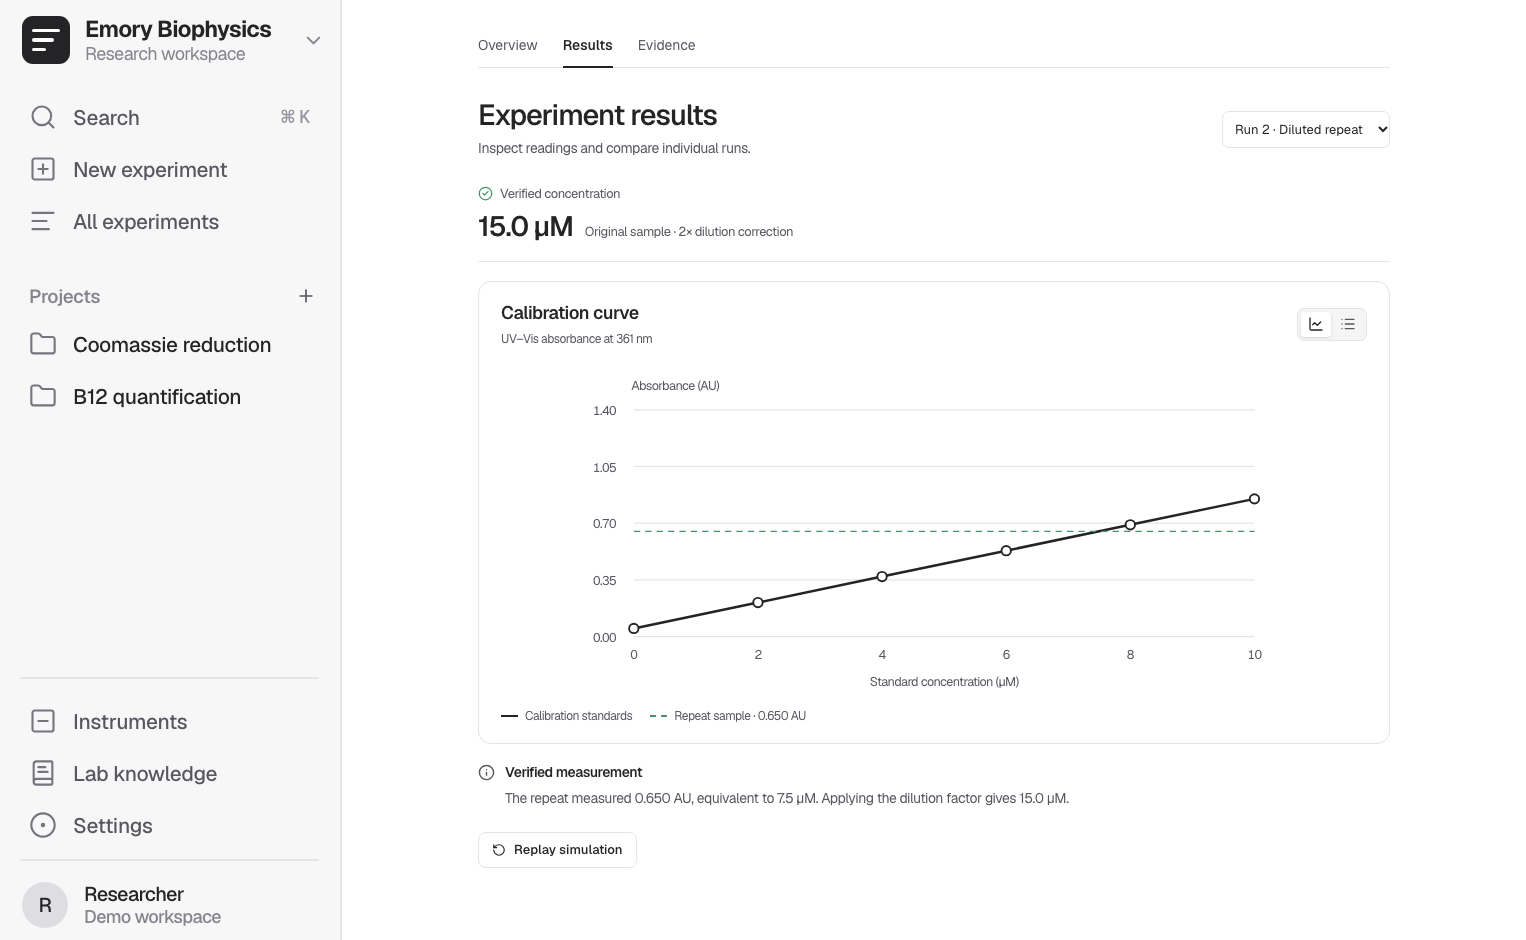 Emory Biophysics
Research workspace
Search ⌘ K
New experiment
All experiments
Projects
Coomassie reduction
B12 quantification
Instruments
Lab knowledge
Settings
R
Researcher
Demo workspace
Overview Results Evidence
Experiment results
Inspect readings and compare individual runs.
Run 2 · Diluted repeat
Verified concentration
15.0 µM Original sample · 2× dilution correction
Calibration curve
UV–Vis absorbance at 361 nm
Absorbance (AU)
1.40
1.05
0.70
0.35
0.00
0 2 4 6 8 10
Standard concentration (µM)
Calibration standards Repeat sample · 0.650 AU
Verified measurement
The repeat measured 0.650 AU, equivalent to 7.5 µM. Applying the dilution factor gives 15.0 µM.
Replay simulation